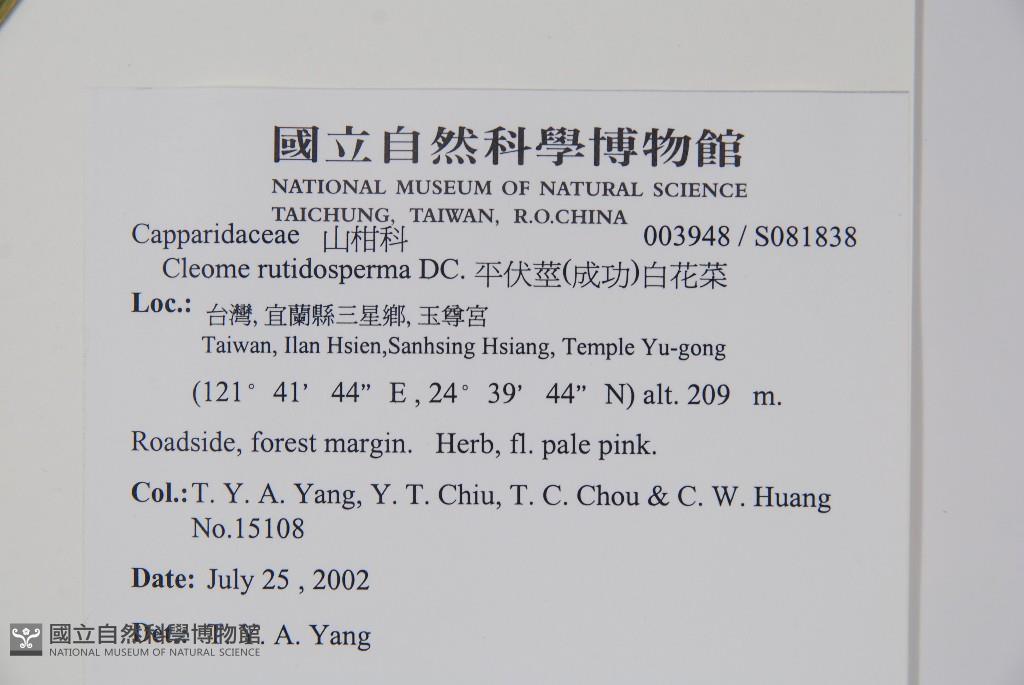 國立自然科學博物館
NATIONAL MUSEUM OF NATURAL SCIENCE
TAICHUNG, TAIWAN, R.O.CHINA
Capparidaceae 山柑科 003948 / S081838
Cleome rutidosperma DC. 平伏莖(成功)白花菜
Loc.: 台灣, 宜蘭縣三星鄉, 玉尊宮
Taiwan, Ilan Hsien,Sanhsing Hsiang, Temple Yu-gong
(121° 41’ 44” E , 24° 39’ 44” N) alt. 209 m.
Roadside, forest margin. Herb, fl. pale pink.
Col.: T. Y. A. Yang, Y. T. Chiu, T. C. Chou & C. W. Huang
No.15108
Date: July 25 , 2002
Det.: T. Y. A. Yang
國立自然科學博物館
NATIONAL MUSEUM OF NATURAL SCIENCE